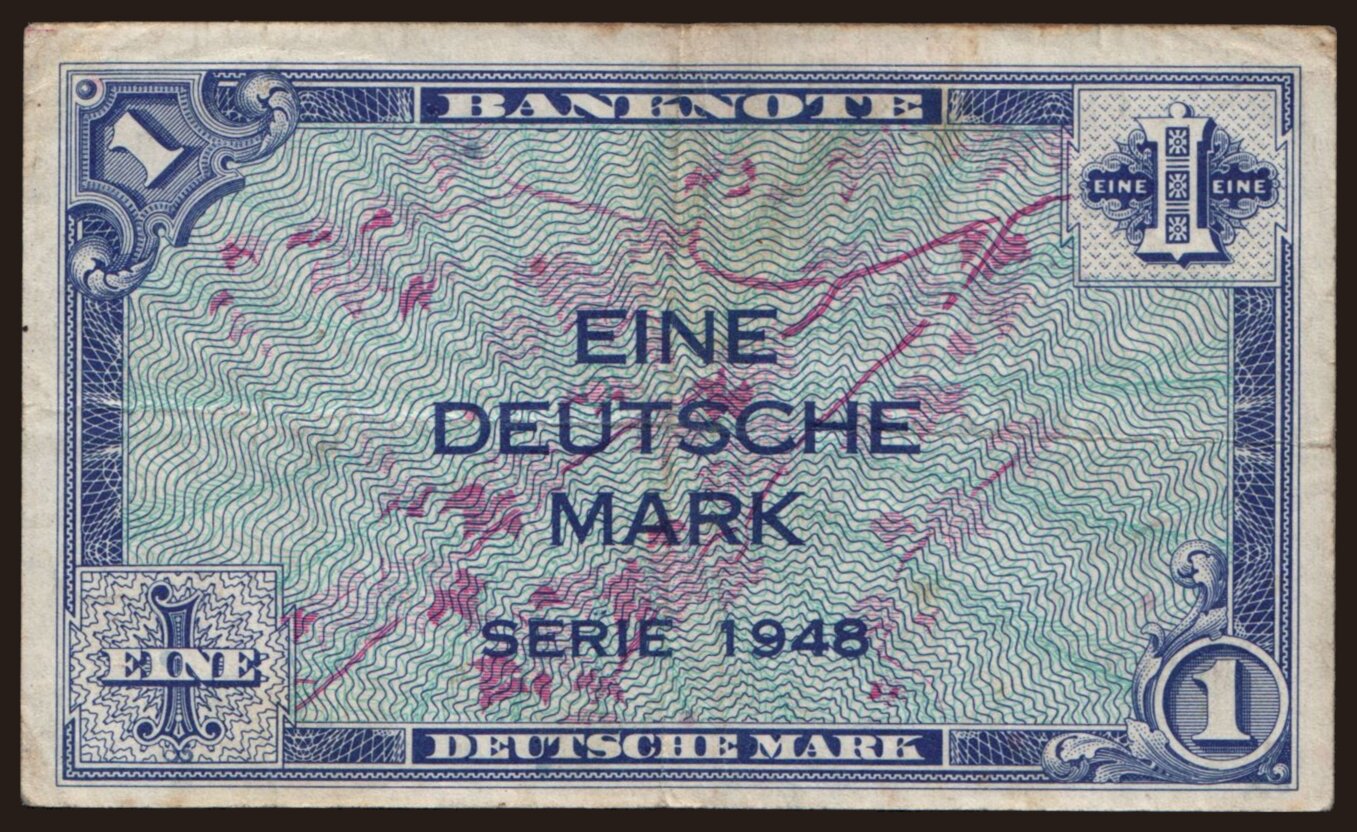 1
BANKNOTE
1
EINE EINE
EINE
DEUTSCHE
MARK
SERIE 1948
1
EINE
DEUTSCHE MARK
1